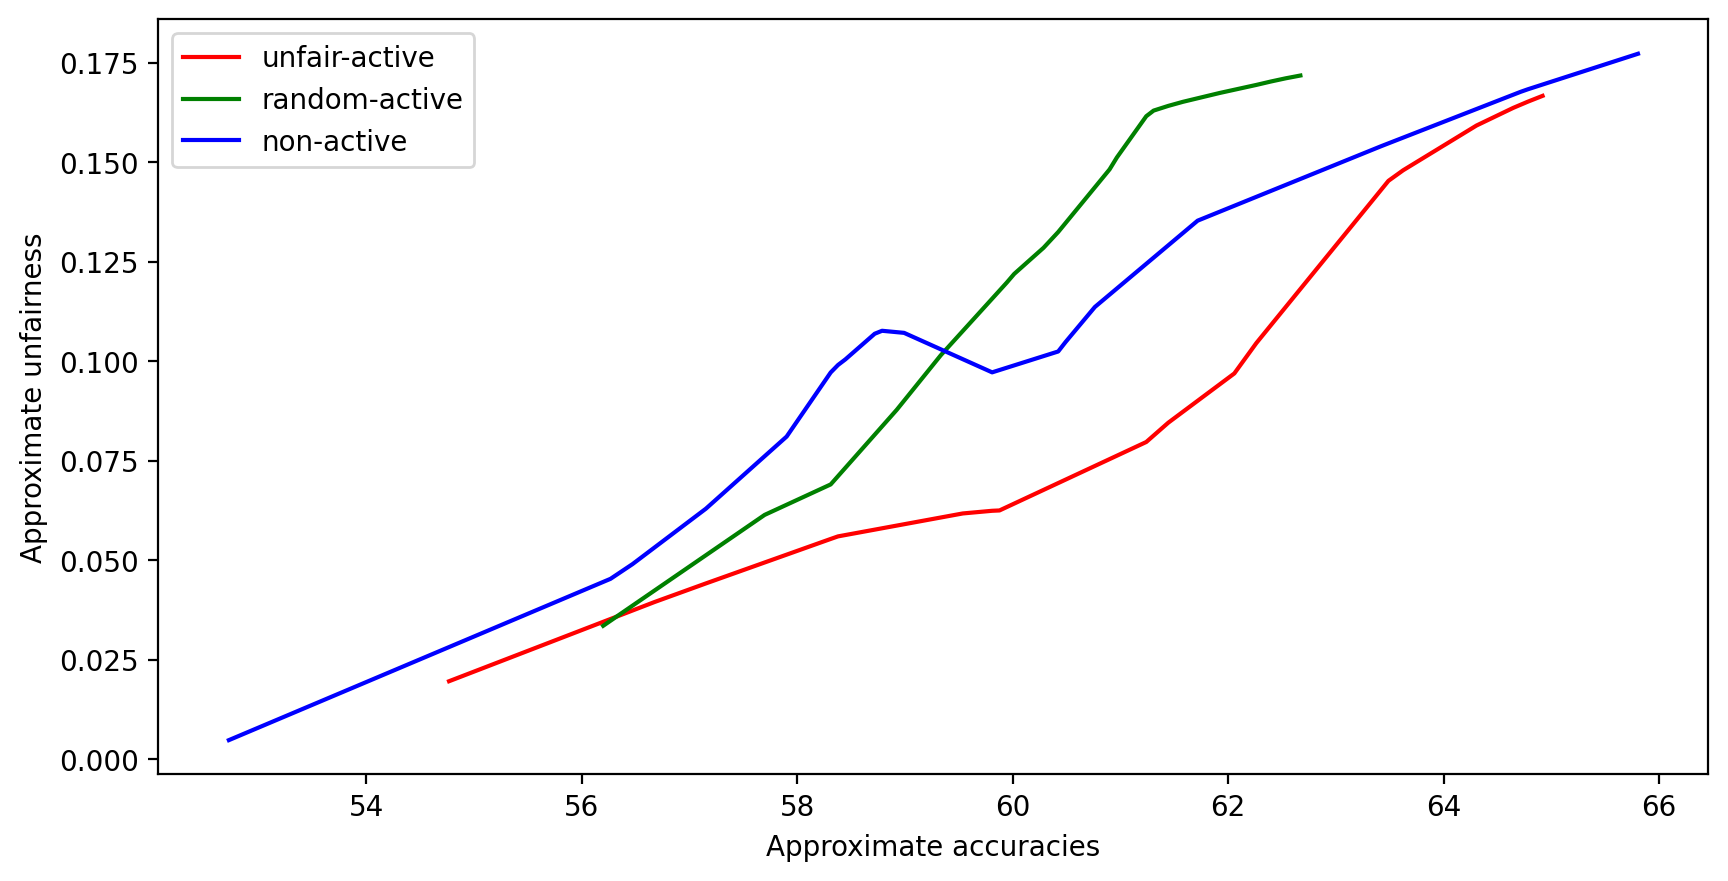 unfair-active
random-active
non-active
0.175
0.150
0.125
0.100
0.075
0.050
0.025
0.000
Approximate unfairness
54 56 58 60 62 64 66
Approximate accuracies